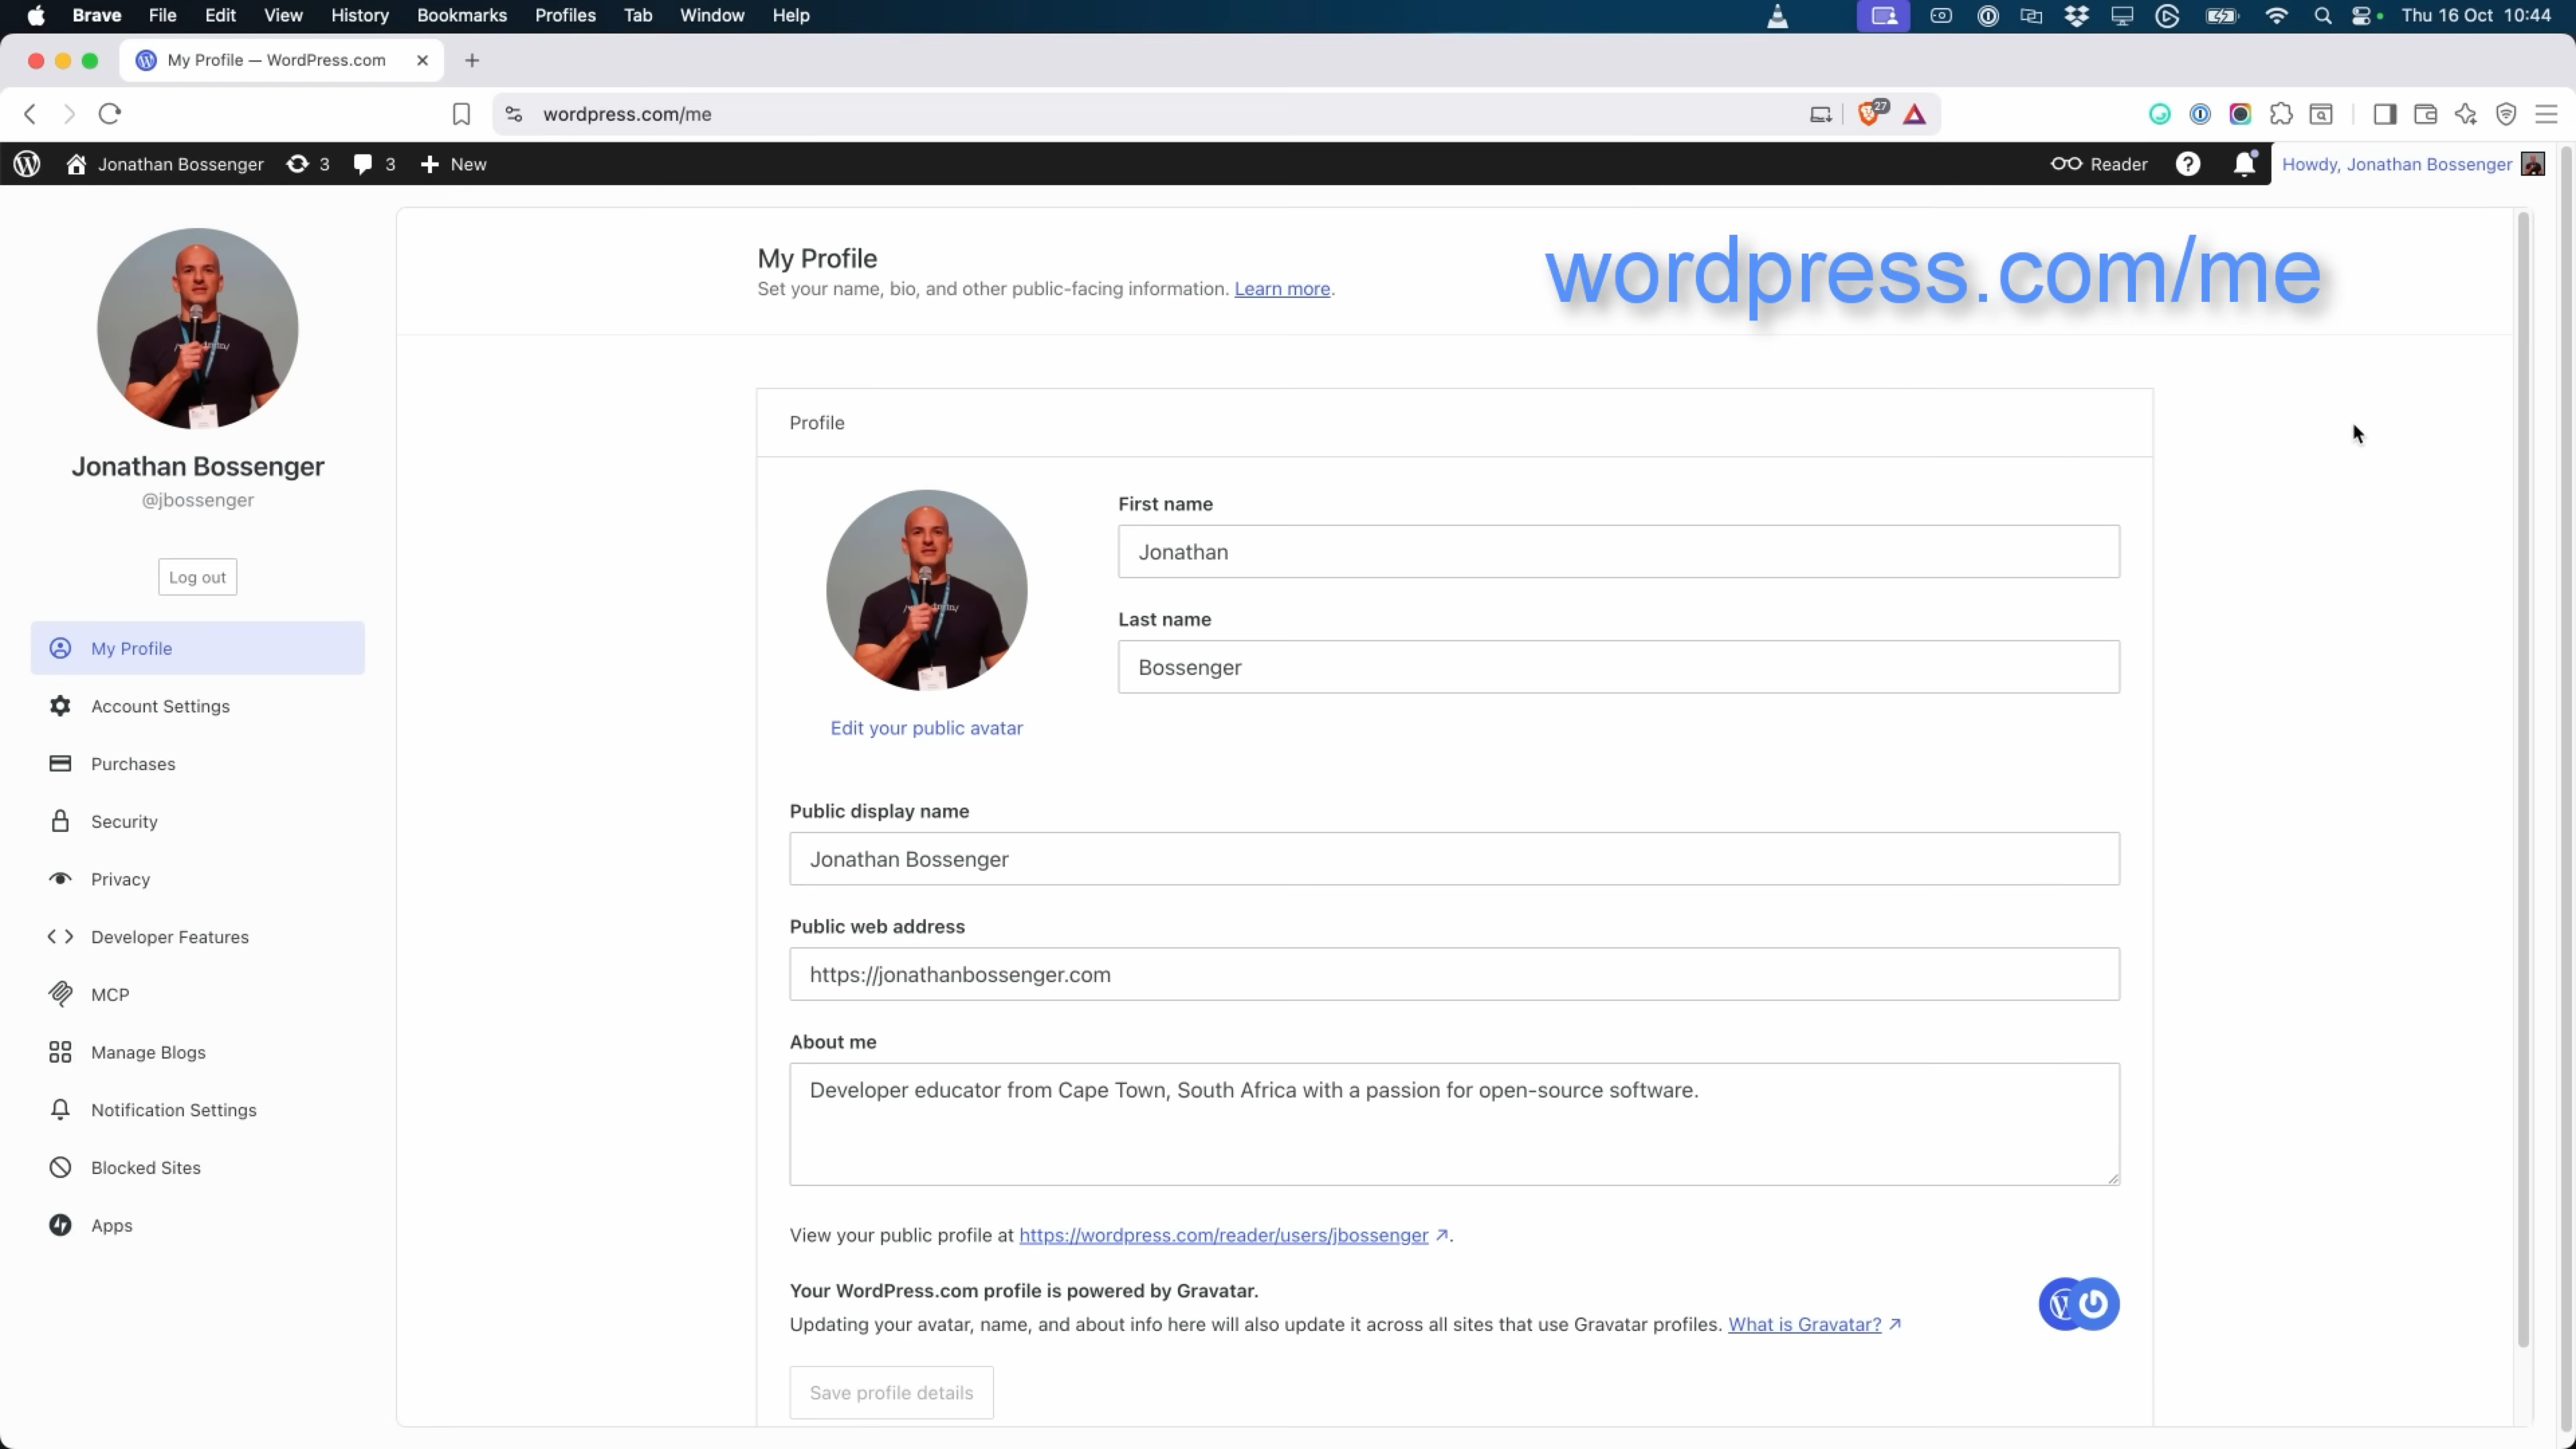 Brave File Edit View History Bookmarks Profiles Tab Window Help Thu 16 Oct 10:44
My Profile — WordPress.com
wordpress.com/me 27
Jonathan Bossenger 3 3 New Reader Howdy, Jonathan Bossenger
My Profile
Set your name, bio, and other public-facing information. Learn more.
wordpress.com/me
Jonathan Bossenger
@jbossenger
Log out
My Profile
Account Settings
Purchases
Security
Privacy
Developer Features
MCP
Manage Blogs
Notification Settings
Blocked Sites
Apps
Profile
First name
Jonathan
Last name
Bossenger
Edit your public avatar
Public display name
Jonathan Bossenger
Public web address
https://jonathanbossenger.com
About me
Developer educator from Cape Town, South Africa with a passion for open-source software.
View your public profile at https://wordpress.com/reader/users/jbossenger ↗.
Your WordPress.com profile is powered by Gravatar.
Updating your avatar, name, and about info here will also update it across all sites that use Gravatar profiles. What is Gravatar? ↗
Save profile details